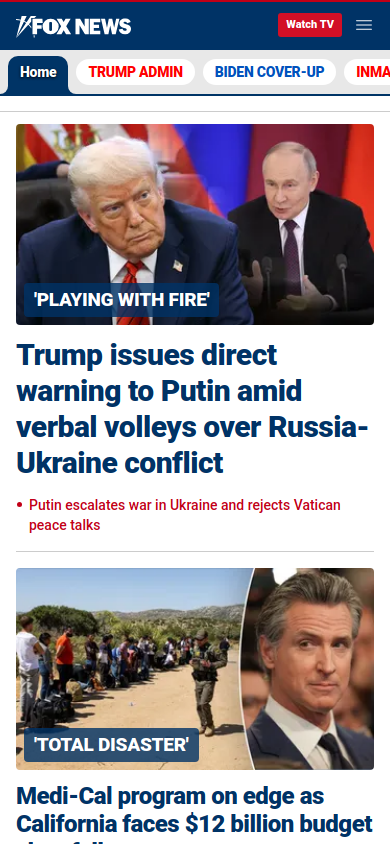 FOX NEWS
Watch TV
Home
TRUMP ADMIN
BIDEN COVER-UP
INMA
'PLAYING WITH FIRE'
Trump issues direct
warning to Putin amid
verbal volleys over Russia-
Ukraine conflict
• Putin escalates war in Ukraine and rejects Vatican
peace talks
'TOTAL DISASTER'
Medi-Cal program on edge as
California faces $12 billion budget